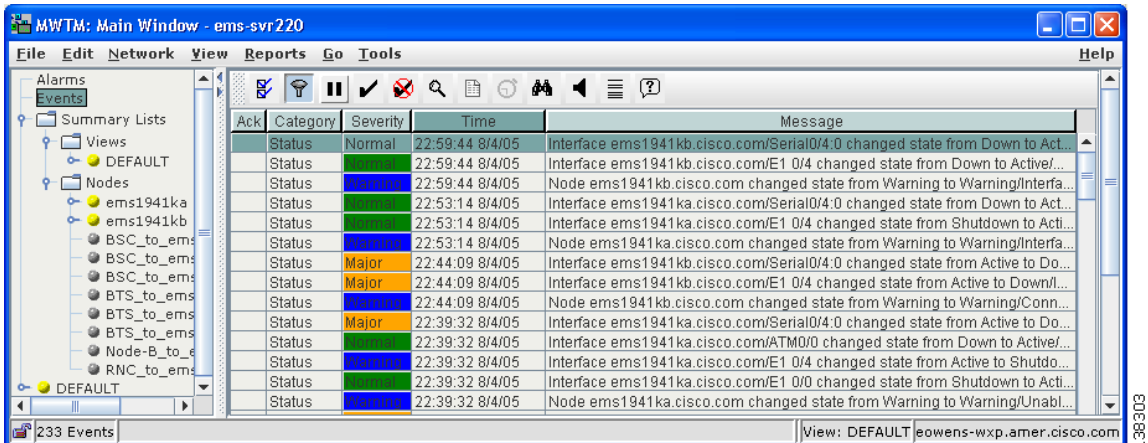 MWTM: Main Window - ems-svr220
File Edit Network View Reports Go Tools Help
Alarms
Events
Summary Lists
Views
DEFAULT
Nodes
ems1941ka
ems1941kb
BSC_to_ems
BSC_to_ems
BSC_to_ems
BTS_to_ems
BTS_to_ems
BTS_to_ems
Node-B_to_e
RNC_to_ems
DEFAULT
Ack Category Severity Time Message
Status Normal 22:59:44 8/4/05 Interface ems1941kb.cisco.com/Serial0/4:0 changed state from Down to Act...
Status Normal 22:59:44 8/4/05 Interface ems1941kb.cisco.com/E1 0/4 changed state from Down to Active/...
Status Warning 22:59:44 8/4/05 Node ems1941kb.cisco.com changed state from Warning to Warning/Interfa...
Status Normal 22:53:14 8/4/05 Interface ems1941ka.cisco.com/Serial0/4:0 changed state from Down to Act...
Status Normal 22:53:14 8/4/05 Interface ems1941ka.cisco.com/E1 0/4 changed state from Shutdown to Acti...
Status Warning 22:53:14 8/4/05 Node ems1941ka.cisco.com changed state from Warning to Warning/Interfa...
Status Major 22:44:09 8/4/05 Interface ems1941kb.cisco.com/Serial0/4:0 changed state from Active to Do...
Status Major 22:44:09 8/4/05 Interface ems1941kb.cisco.com/E1 0/4 changed state from Active to Down/I...
Status Warning 22:44:09 8/4/05 Node ems1941kb.cisco.com changed state from Warning to Warning/Conn...
Status Major 22:39:32 8/4/05 Interface ems1941ka.cisco.com/Serial0/4:0 changed state from Active to Do...
Status Normal 22:39:32 8/4/05 Interface ems1941ka.cisco.com/ATM0/0 changed state from Down to Active/...
Status Warning 22:39:32 8/4/05 Interface ems1941ka.cisco.com/E1 0/4 changed state from Active to Shutdo...
Status Normal 22:39:32 8/4/05 Interface ems1941ka.cisco.com/E1 0/0 changed state from Shutdown to Acti...
Status Warning 22:39:32 8/4/05 Node ems1941ka.cisco.com changed state from Warning to Warning/Unabl...
233 Events
View: DEFAULT
eowens-wxp.amer.cisco.com